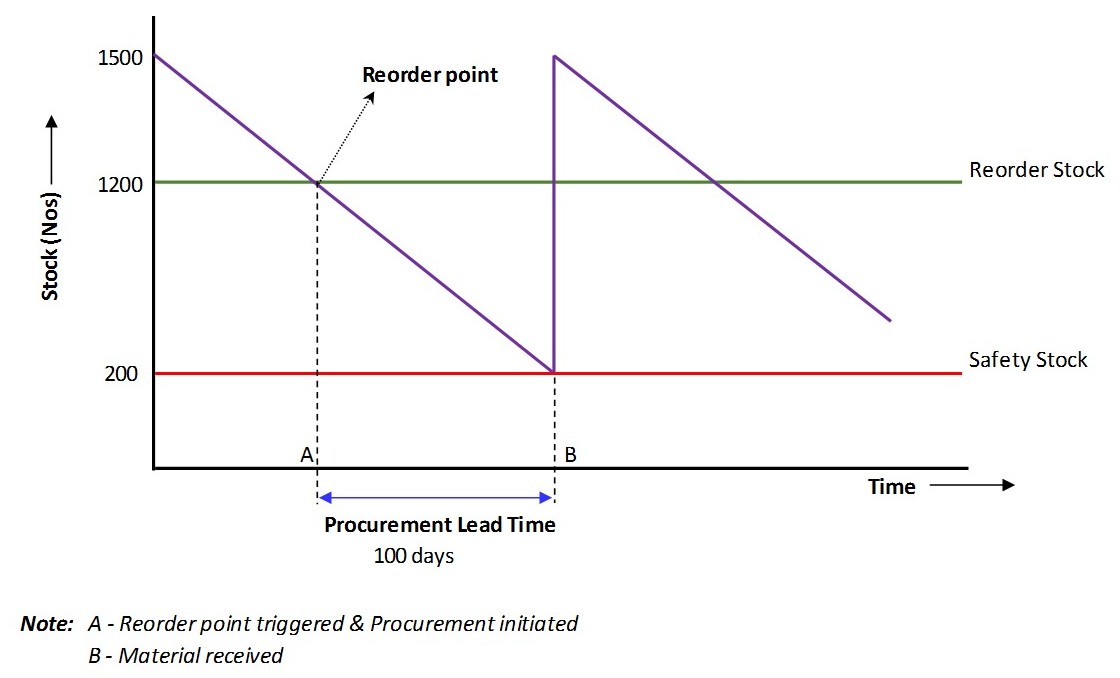 1500
Reorder point
Reorder Stock
1200
Stock (Nos)
Safety Stock
200
A
B
Time
Procurement Lead Time
100 days
Note: A - Reorder point triggered & Procurement initiated
B - Material received